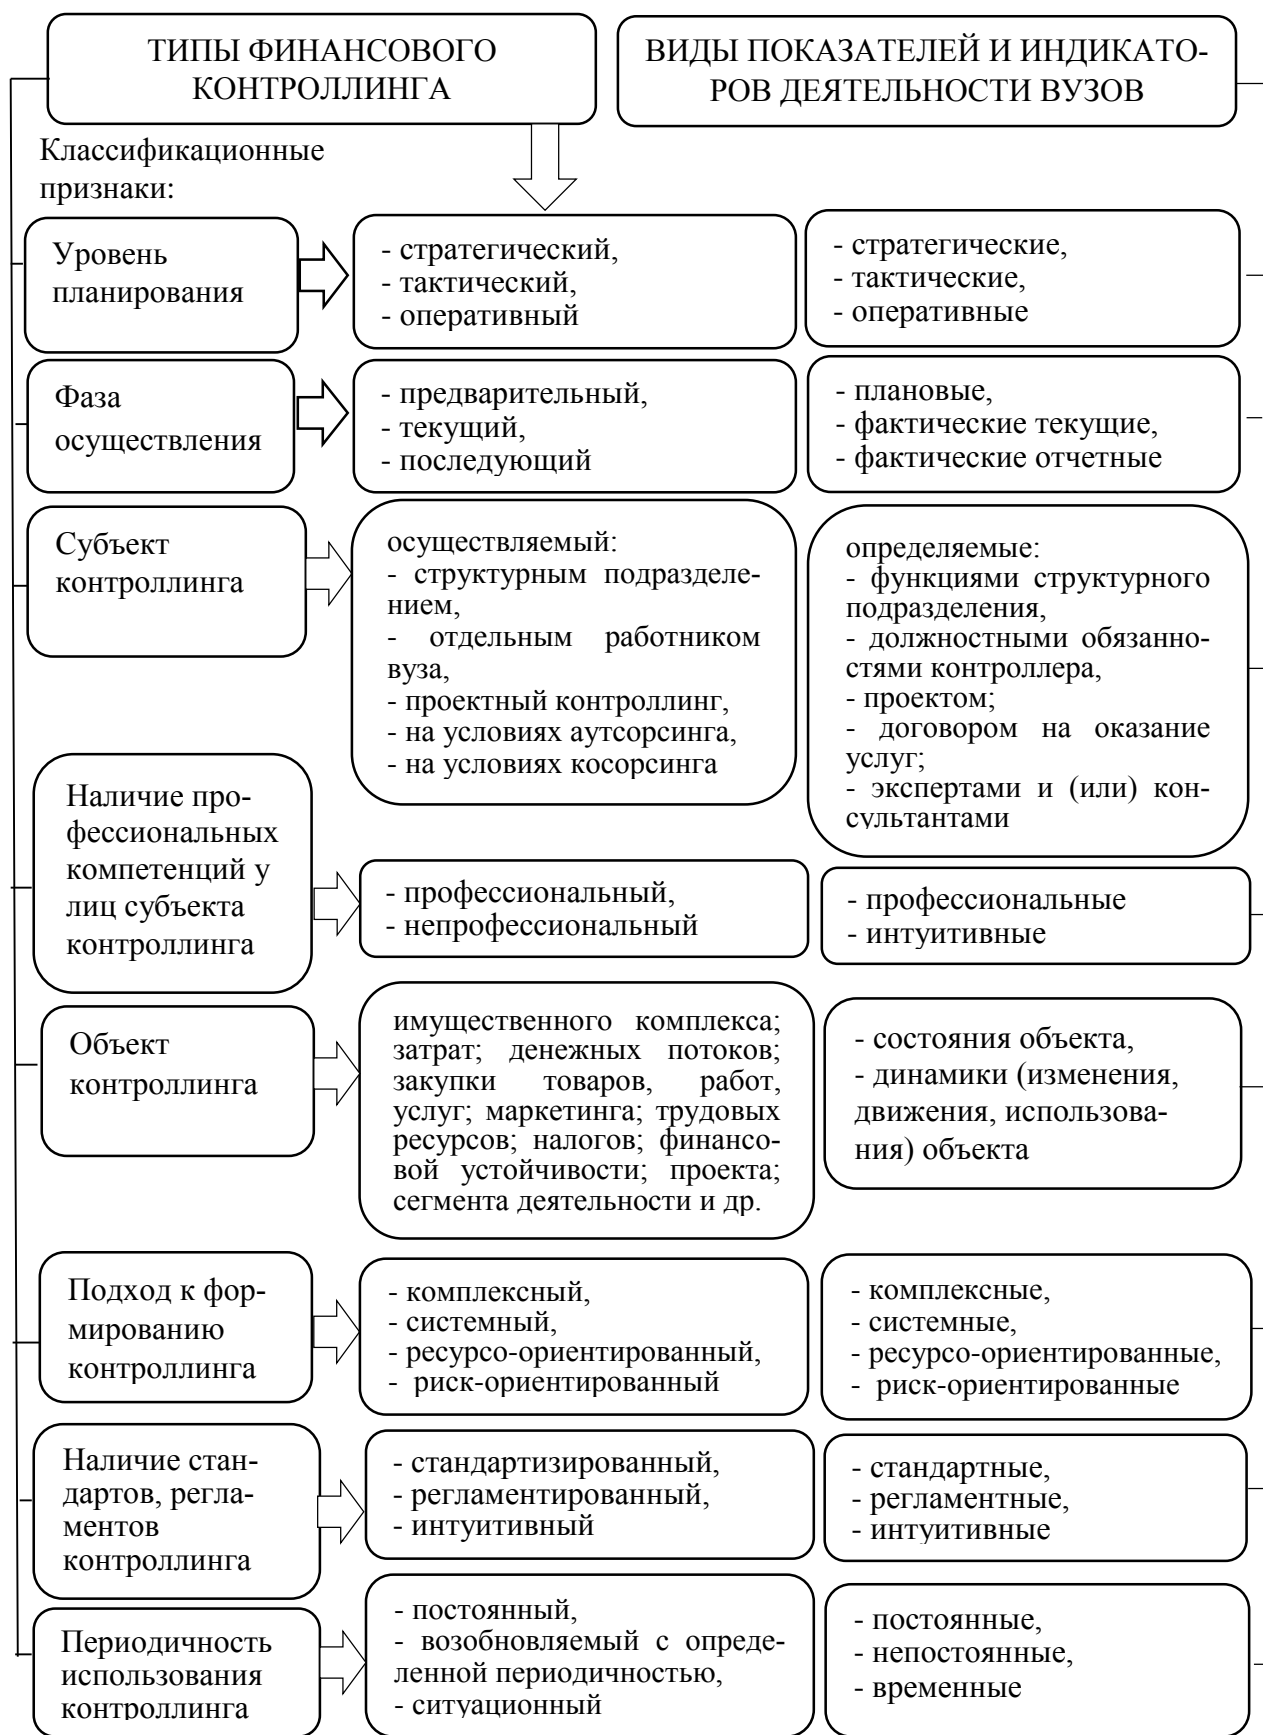 ТИПЫ ФИНАНСОВОГО
КОНТРОЛЛИНГА
ВИДЫ ПОКАЗАТЕЛЕЙ И ИНДИКАТО-
РОВ ДЕЯТЕЛЬНОСТИ ВУЗОВ
Классификационные
признаки:
Уровень
планирования
- стратегический,
- тактический,
- оперативный
- стратегические,
- тактические,
- оперативные
Фаза
осуществления
- предварительный,
- текущий,
- последующий
- плановые,
- фактические текущие,
- фактические отчетные
Субъект
контроллинга
осуществляемый:
- структурным подразделе-
нием,
- отдельным работником
вуза,
- проектный контроллинг,
- на условиях аутсорсинга,
- на условиях косорсинга
определяемые:
- функциями структурного
подразделения,
- должностными обязанно-
стями контроллера,
- проектом;
- договором на оказание
услуг;
- экспертами и (или) кон-
сультантами
Наличие про-
фессиональных
компетенций у
лиц субъекта
контроллинга
- профессиональный,
- непрофессиональный
- профессиональные
- интуитивные
Объект
контроллинга
имущественного комплекса;
затрат; денежных потоков;
закупки товаров, работ,
услуг; маркетинга; трудовых
ресурсов; налогов; финансо-
вой устойчивости; проекта;
сегмента деятельности и др.
- состояния объекта,
- динамики (изменения,
движения, использова-
ния) объекта
Подход к фор-
мированию
контроллинга
- комплексный,
- системный,
- ресурсо-ориентированный,
- риск-ориентированный
- комплексные,
- системные,
- ресурсо-ориентированные,
- риск-ориентированные
Наличие стан-
дартов, регла-
ментов
контроллинга
- стандартизированный,
- регламентированный,
- интуитивный
- стандартные,
- регламентные,
- интуитивные
Периодичность
использования
контроллинга
- постоянный,
- возобновляемый с опреде-
ленной периодичностью,
- ситуационный
- постоянные,
- непостоянные,
- временные